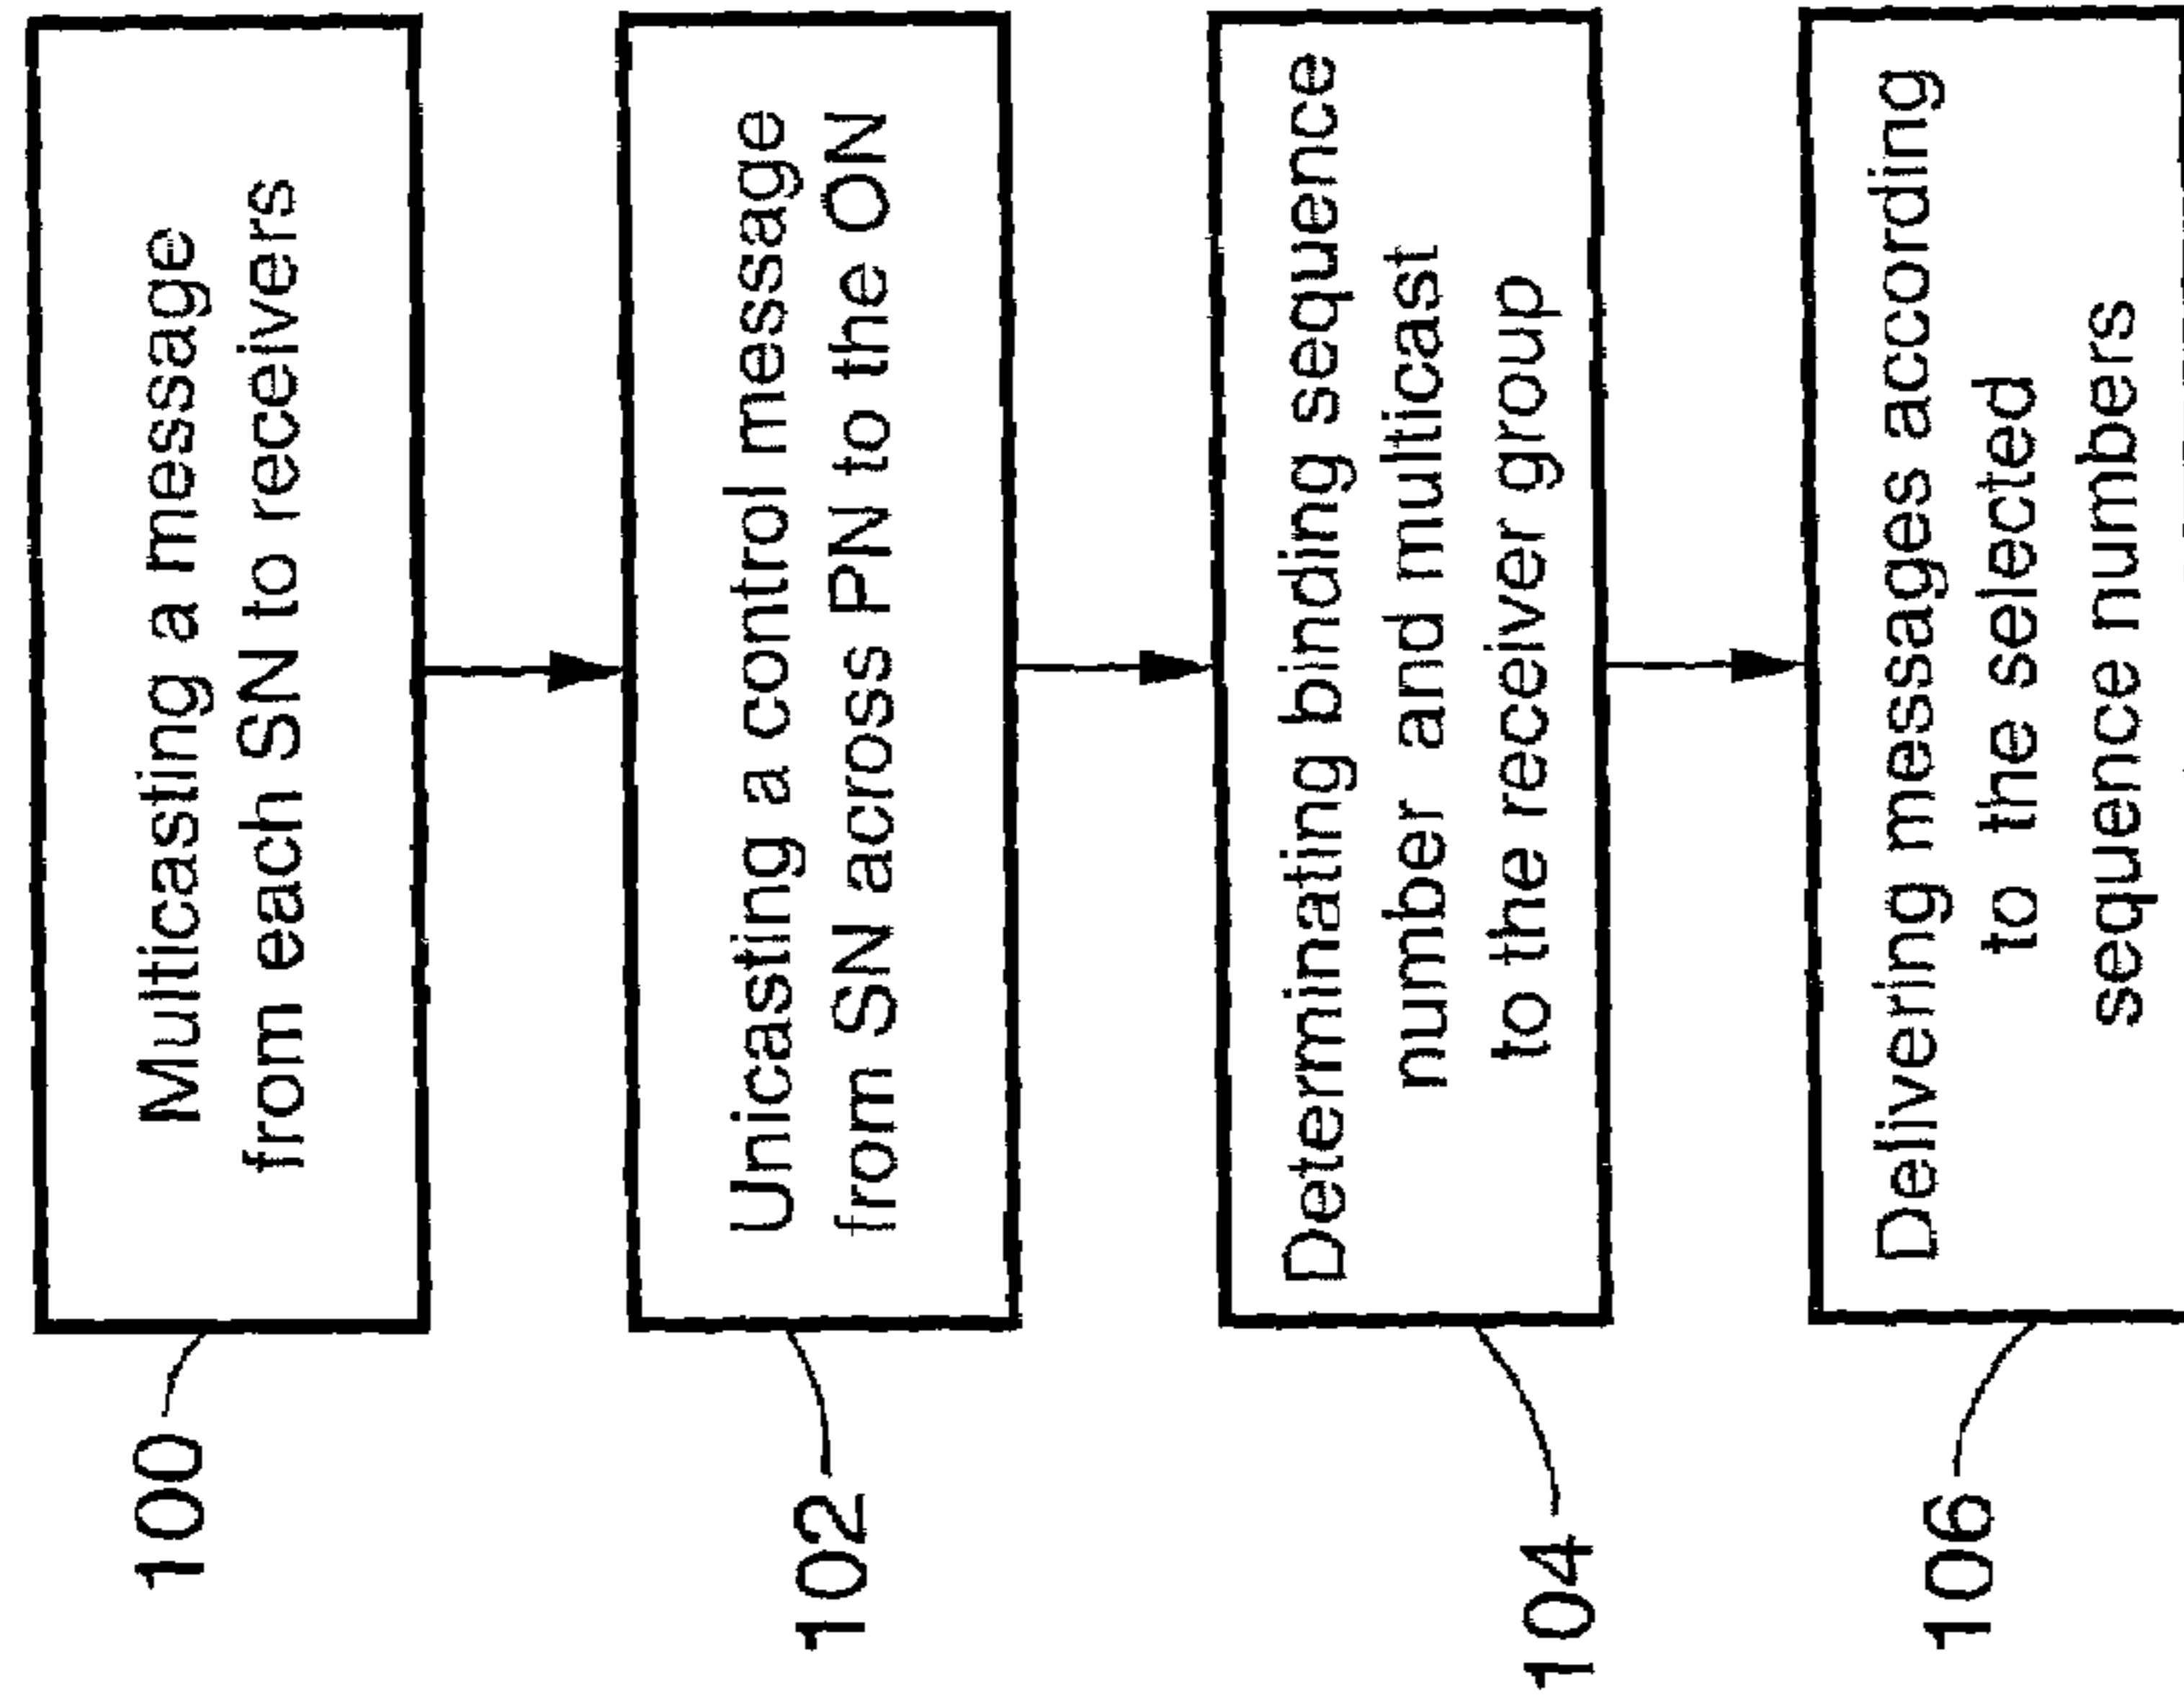 100
Multicasting a message
from each SN to receivers
102
Unicasting a control message
from SN across PN to the ON
104
Determinating binding sequence
number and multicast
to the receiver group
106
Delivering messages according
to the selected
sequence numbers